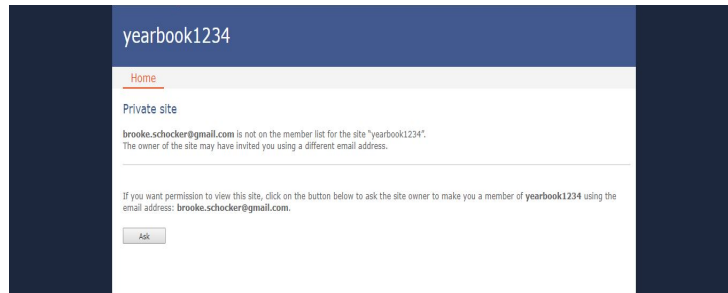 yearbook1234
Home
Private site
brooke.schocker@gmail.com is not on the member list for the site "yearbook1234".
The owner of the site may have invited you using a different email address.
If you want permission to view this site, click on the button below to ask the site owner to make you a member of yearbook1234 using the
email address: brooke.schocker@gmail.com.
Ask